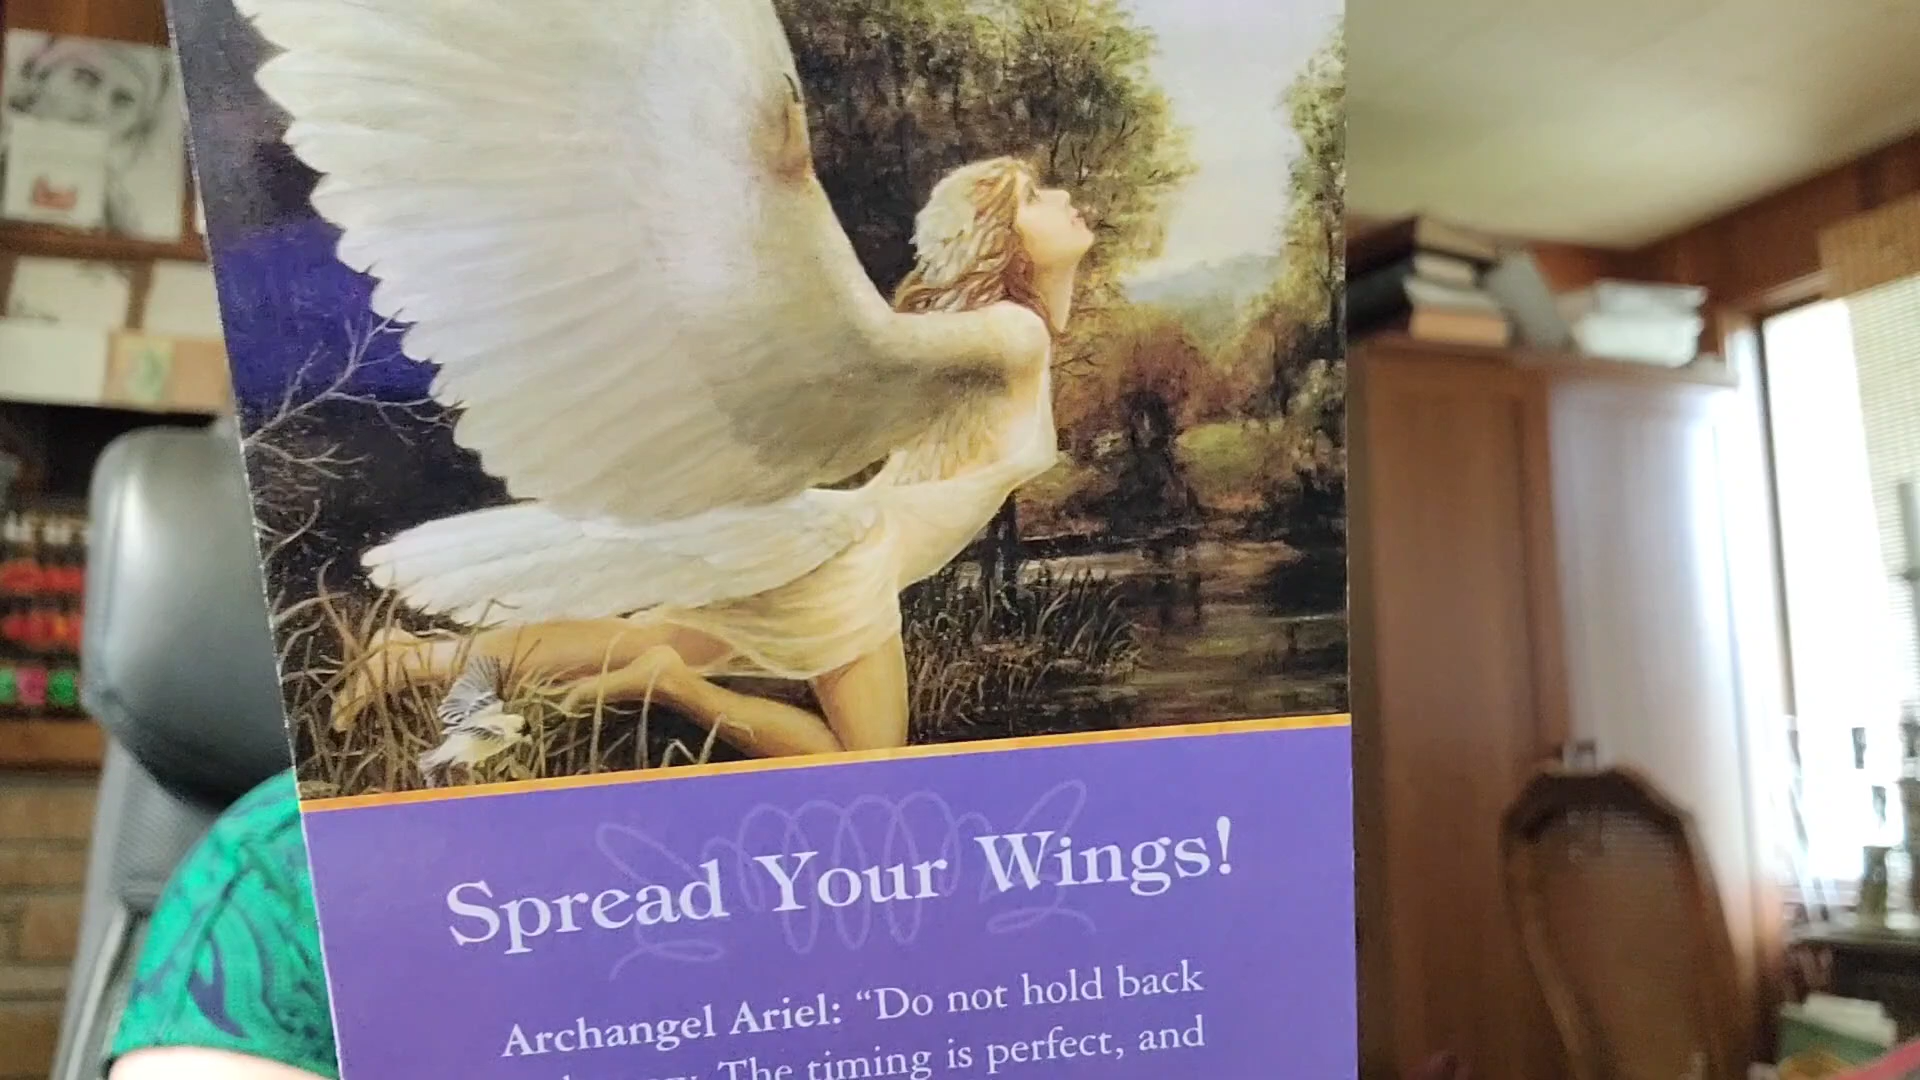 Spread Your Wings!
Archangel Ariel: “Do not hold back
The timing is perfect, and